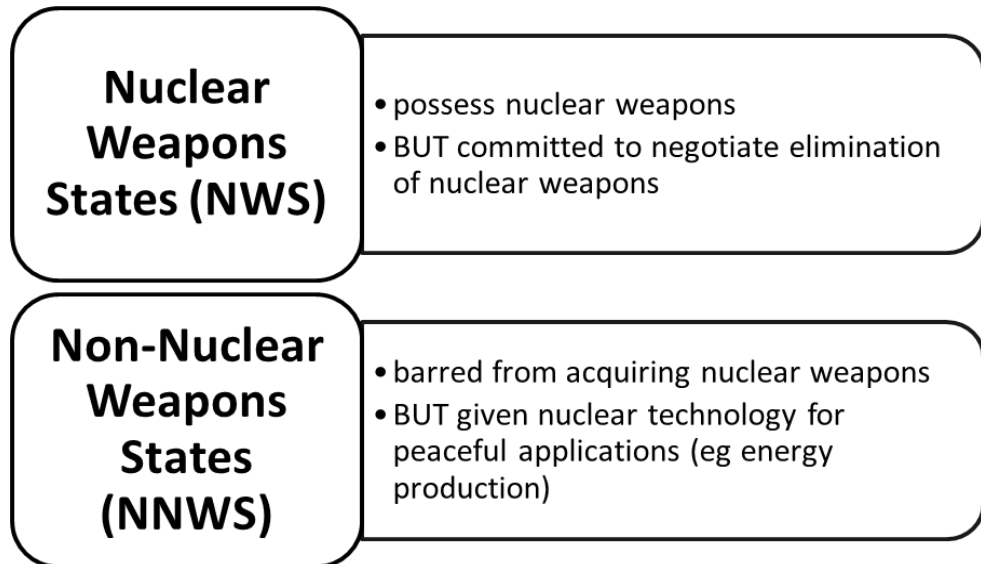 Nuclear
Weapons
States (NWS)
• possess nuclear weapons
• BUT committed to negotiate elimination
of nuclear weapons
Non-Nuclear
Weapons
States
(NNWS)
• barred from acquiring nuclear weapons
• BUT given nuclear technology for
peaceful applications (eg energy
production)